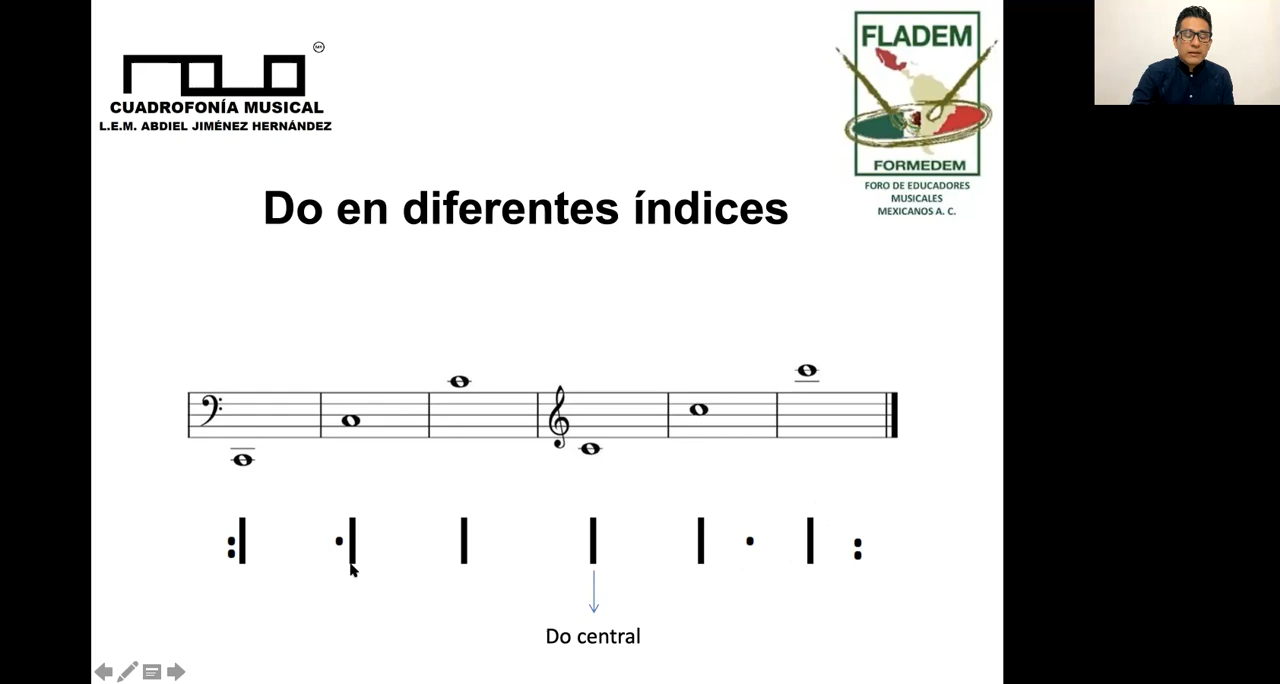 CUADROFONÍA MUSICAL
L.E.M. ABDIEL JIMÉNEZ HERNÁNDEZ
FLADEM
FORMEDEM
FORO DE EDUCADORES
MUSICALES
MEXICANOS A. C.
Do en diferentes índices
Do central